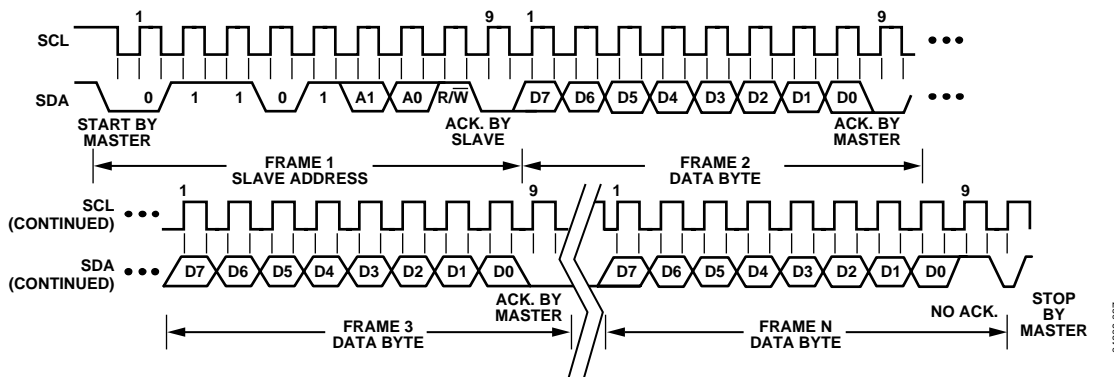 1 9 1 9
SCL
SDA 0 1 1 0 1 A1 A0 R/W̅ D7 D6 D5 D4 D3 D2 D1 D0
START BY MASTER
ACK. BY SLAVE
ACK. BY MASTER
FRAME 1
SLAVE ADDRESS
FRAME 2
DATA BYTE
1 9 1 9
SCL
(CONTINUED)
SDA
(CONTINUED)
D7 D6 D5 D4 D3 D2 D1 D0 D7 D6 D5 D4 D3 D2 D1 D0
ACK. BY
MASTER
NO ACK.
STOP
BY
MASTER
FRAME 3
DATA BYTE
FRAME N
DATA BYTE